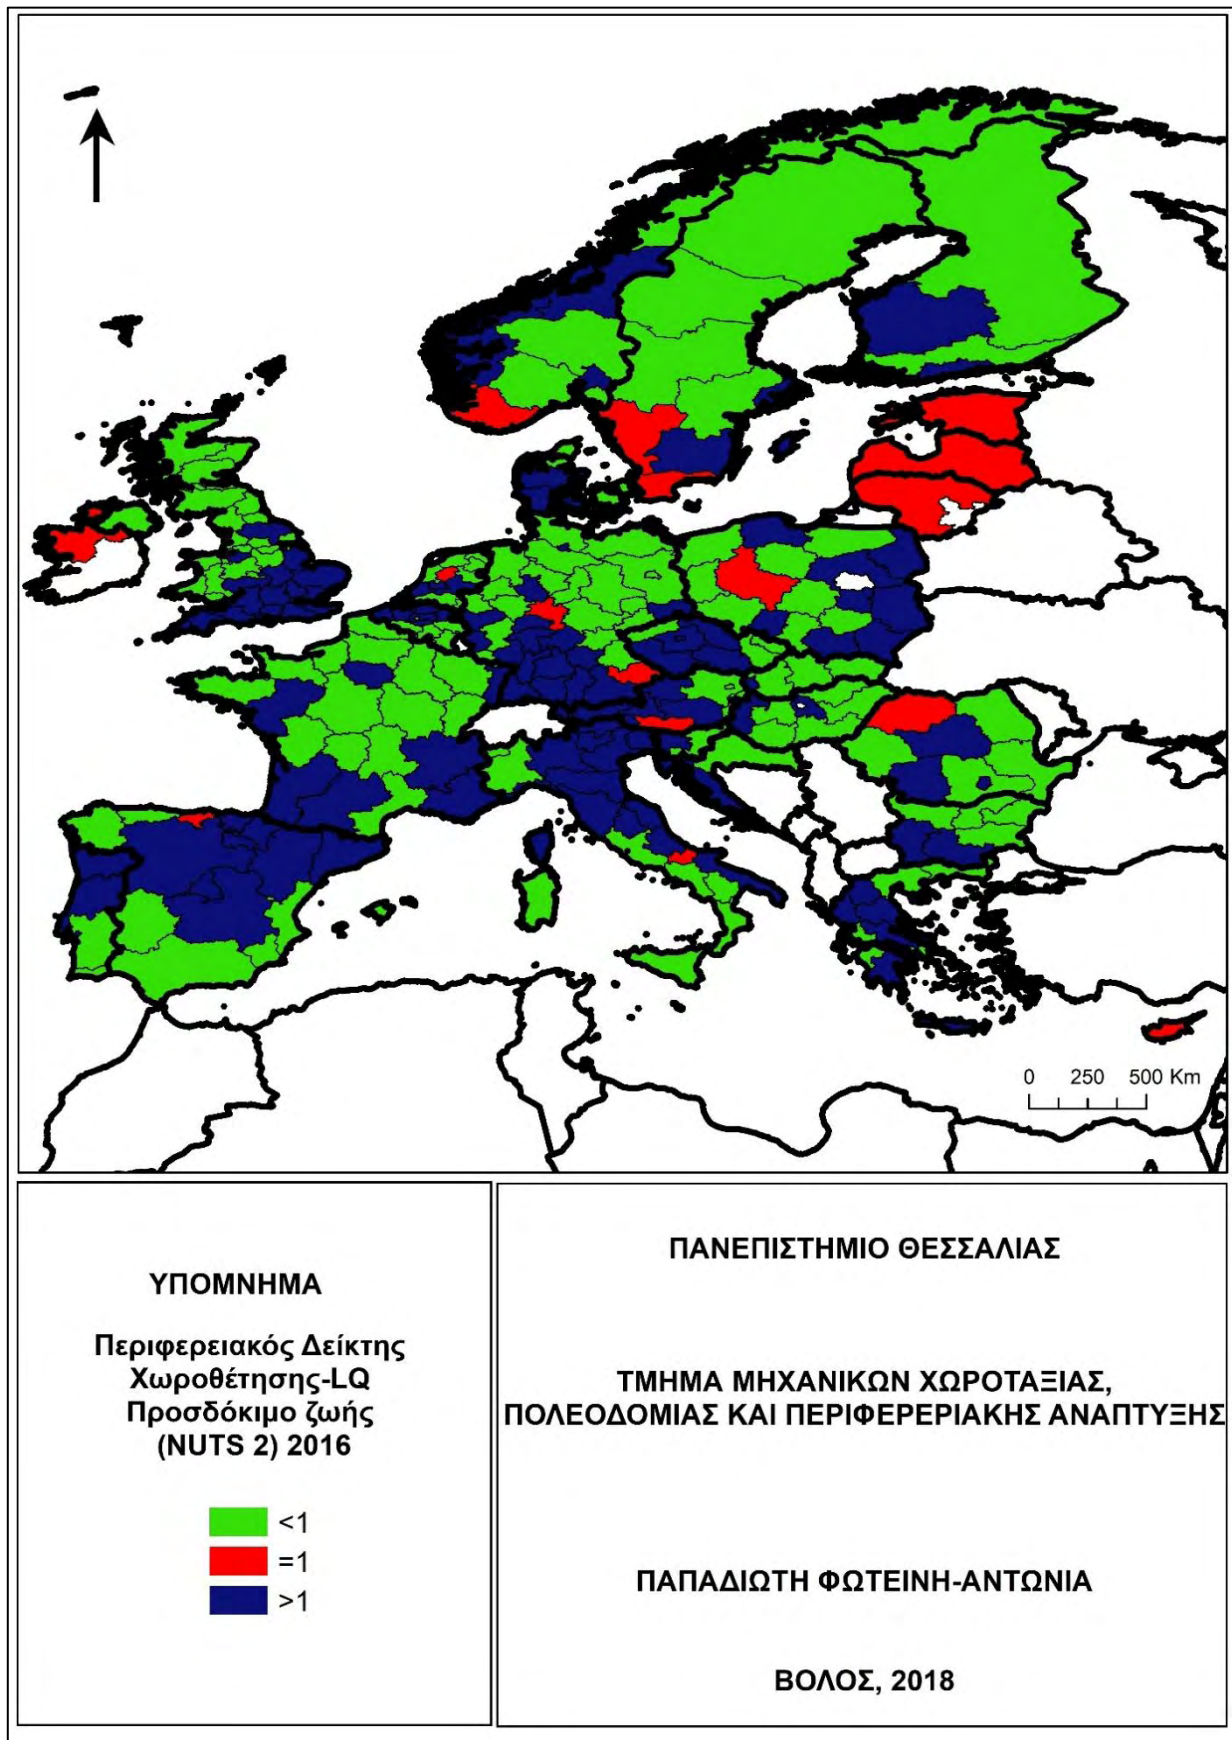 0 250 500 Km
ΥΠΟΜΝΗΜΑ
Περιφερειακός Δείκτης
Χωροθέτησης-LQ
Προσδόκιμο ζωής
(NUTS 2) 2016
<1
=1
>1
ΠΑΝΕΠΙΣΤΗΜΙΟ ΘΕΣΣΑΛΙΑΣ
ΤΜΗΜΑ ΜΗΧΑΝΙΚΩΝ ΧΩΡΟΤΑΞΙΑΣ,
ΠΟΛΕΟΔΟΜΙΑΣ ΚΑΙ ΠΕΡΙΦΕΡΕΡΙΑΚΗΣ ΑΝΑΠΤΥΞΗΣ
ΠΑΠΑΔΙΩΤΗ ΦΩΤΕΙΝΗ-ΑΝΤΩΝΙΑ
ΒΟΛΟΣ, 2018